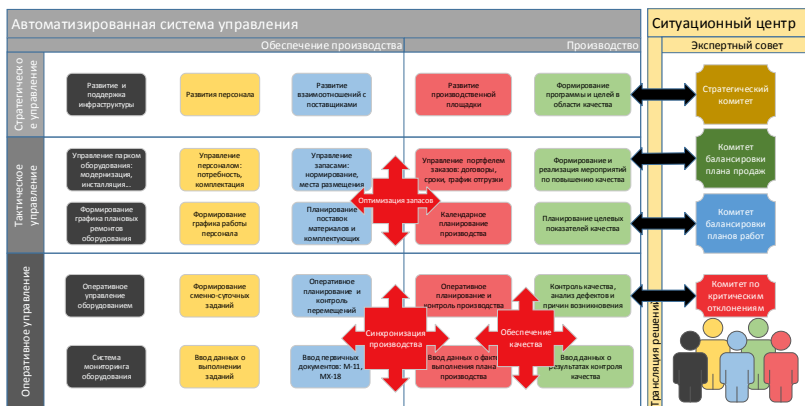 Автоматизированная система управления
Обеспечение производства
Производство
Ситуационный центр
Экспертный совет
Стратегическо
е управление
Развитие и
поддержка
инфраструктуры
Развития персонала
Развитие
взаимоотношений с
поставщиками
Развитие
производственной
площадки
Формирование
программы и целей в
области качества
Стратегический
комитет
Тактическое
управление
Управление парком
оборудования:
модернизация,
инсталляция...
Управление
персоналом:
потребность,
комплектация
Управление
запасами:
нормирование,
места размещения
Управление портфелем
заказов: договоры,
сроки, график отгрузки
Формирование и
реализация мероприятий
по повышению качества
Комитет
балансировки
плана продаж
Оптимизация запасов
Формирование
графика плановых
ремонтов
оборудования
Формирование
графика работы
персонала
Планирование
поставок
материалов и
комплектующих
Календарное
планирование
производства
Планирование целевых
показателей качества
Комитет
балансировки
планов работ
Оперативное управление
Оперативное
управление
оборудованием
Формирование
сменно-суточных
заданий
Оперативное
планирование и
контроль
перемещений
Оперативное
планирование и
контроль производства
Контроль качества,
анализ дефектов и
причин возникновения
Комитет по
критическим
отклонениям
Синхронизация
производства
Обеспечение
качества
Система
мониторинга
оборудования
Ввод данных о
выполнении
заданий
Ввод первичных
документов: М-11,
МХ-18
Ввод данных о факте
выполнения плана
производства
Ввод данных о
результатах контроля
качества
Трансляция решений